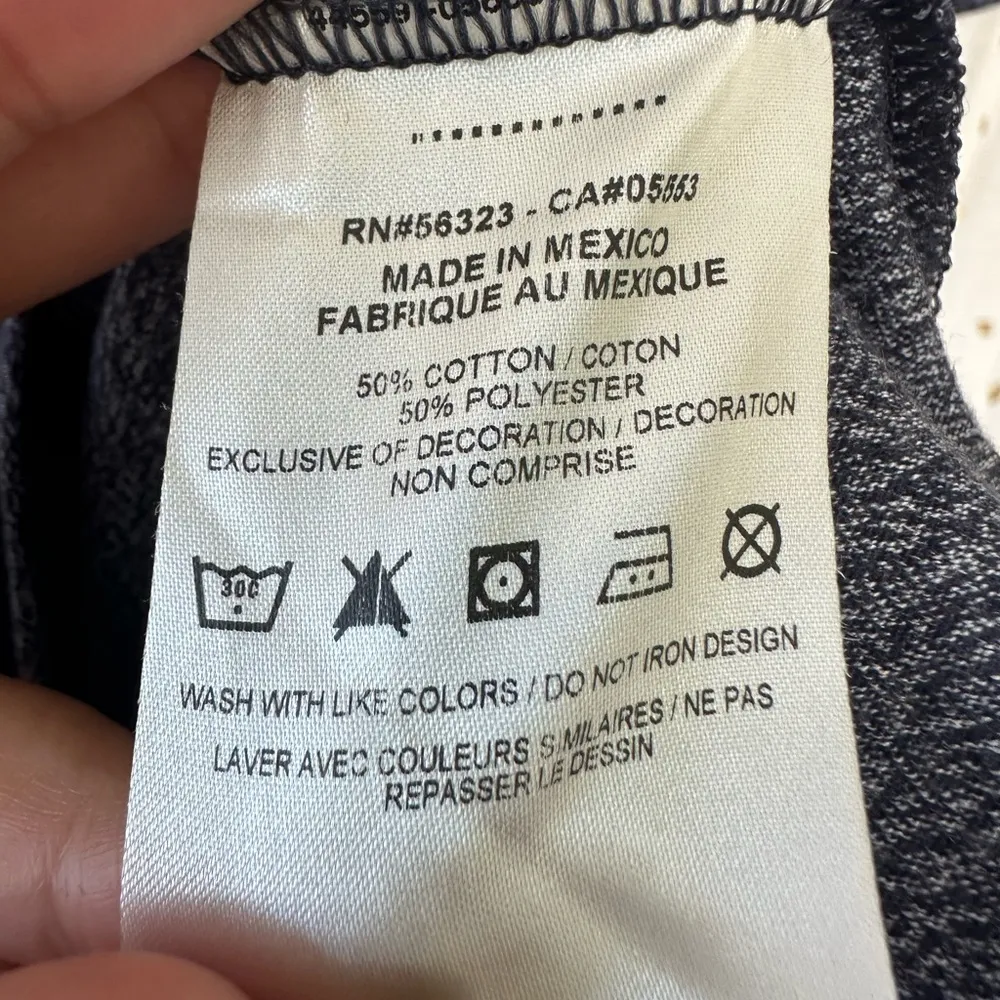 RN#56323 - CA#05553
MADE IN MEXICO
FABRIQUE AU MEXIQUE
50% COTTON / COTON
50% POLYESTER
EXCLUSIVE OF DECORATION / DECORATION
NON COMPRISE
30C
WASH WITH LIKE COLORS / DO NOT IRON DESIGN
LAVER AVEC COULEURS SIMILAIRES / NE PAS
REPASSER LE DESSIN